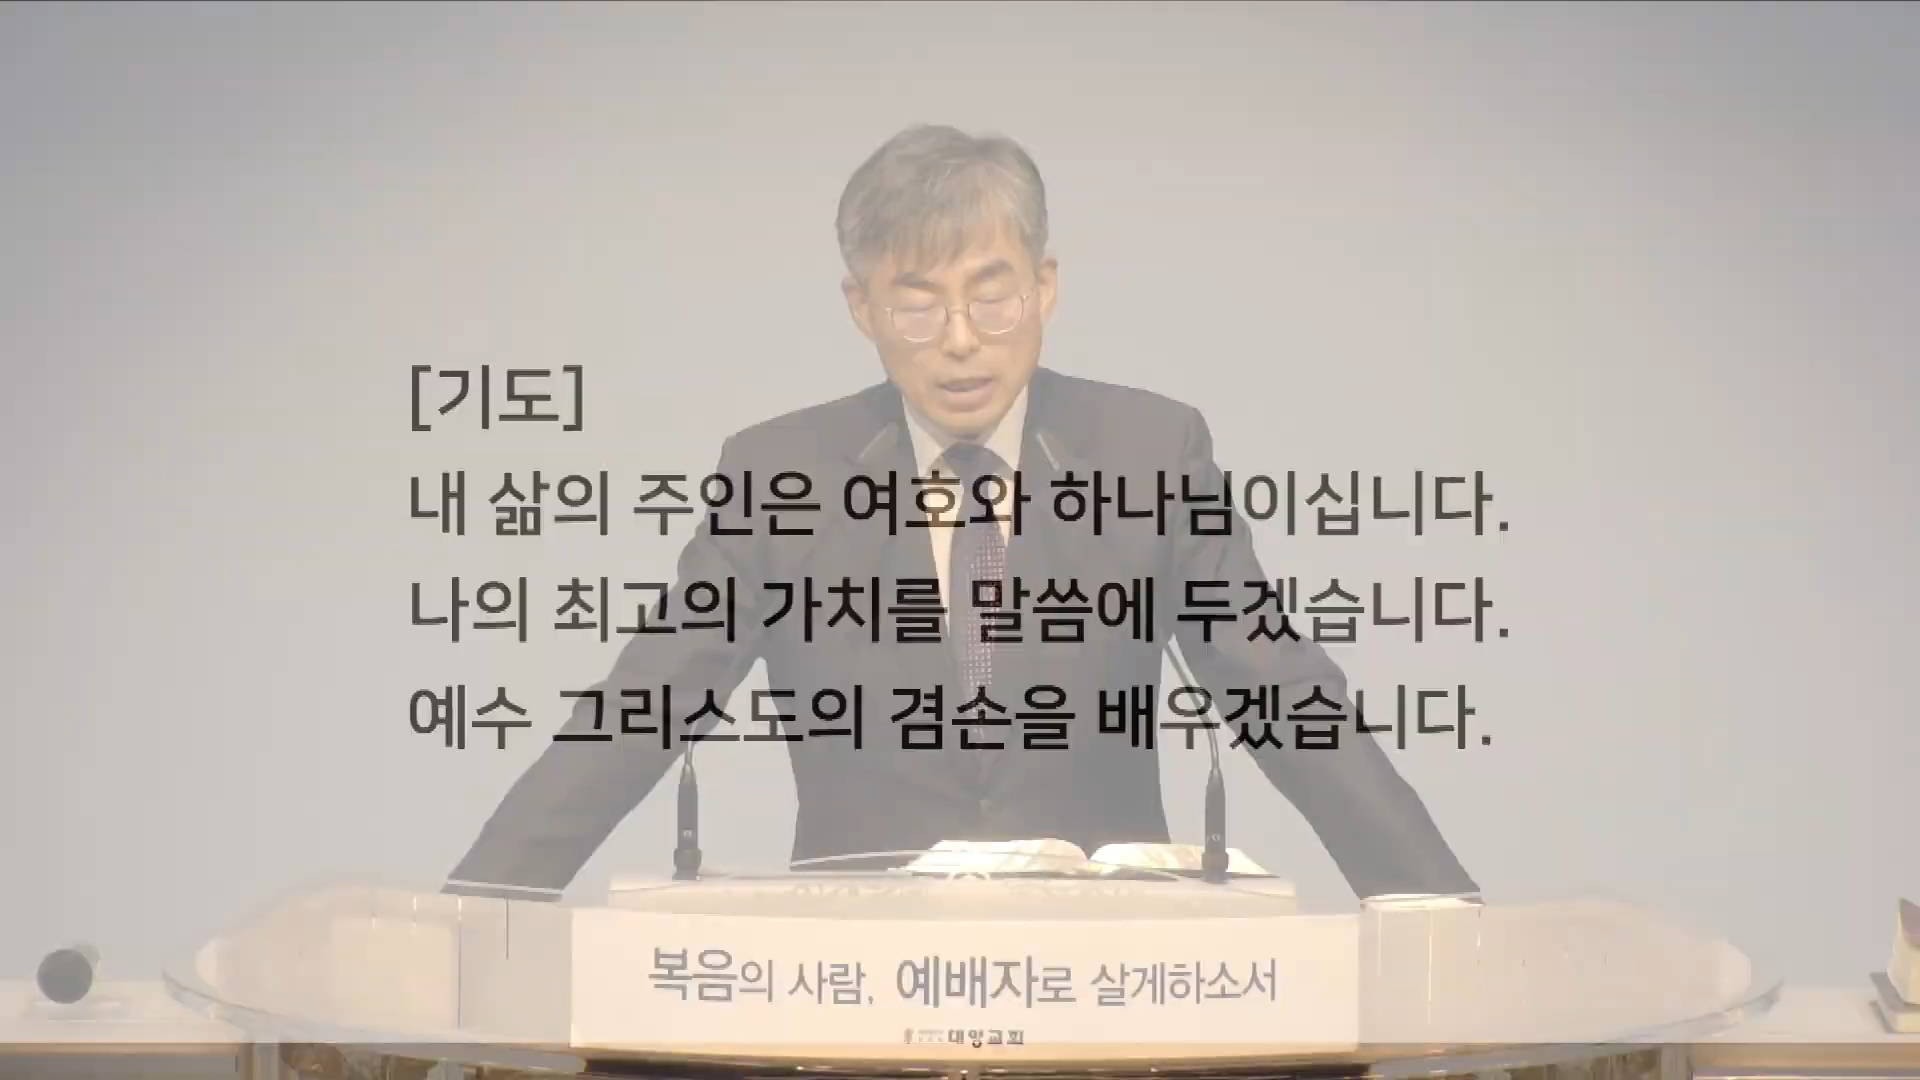 [기도]
내 삶의 주인은 여호와 하나님이십니다.
나의 최고의 가치를 말씀에 두겠습니다.
예수 그리스도의 겸손을 배우겠습니다.
복음의 사람, 예배자로 살게하소서
대양교회